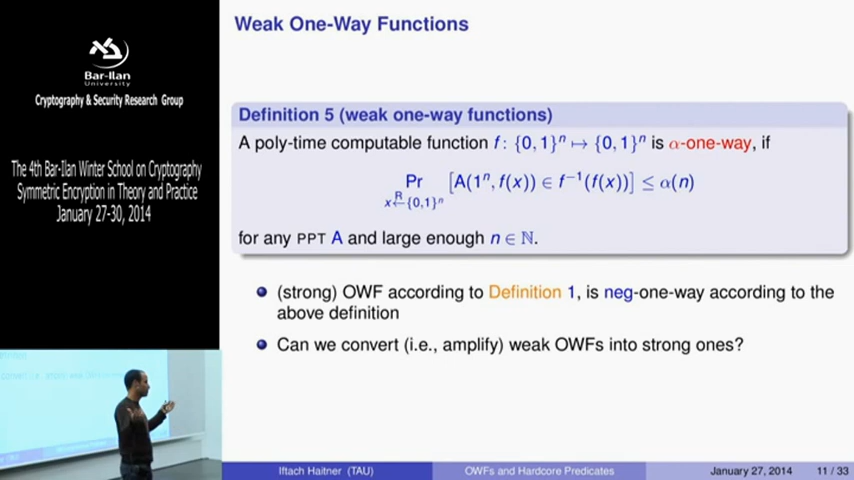 Bar-Ilan
University
Cryptography & Security Research Group
The 4th Bar-Ilan Winter School on Cryptography
Symmetric Encryption in Theory and Practice
January 27-30, 2014
Weak One-Way Functions
Definition 5 (weak one-way functions)
A poly-time computable function f : {0, 1}ⁿ ↦ {0, 1}ⁿ is α-one-way, if
Pr x←R {0,1}ⁿ [A(1ⁿ, f(x)) ∈ f⁻¹(f(x))] ≤ α(n)
for any PPT A and large enough n ∈ ℕ.
(strong) OWF according to Definition 1, is neg-one-way according to the
above definition
Can we convert (i.e., amplify) weak OWFs into strong ones?
Iftach Haitner (TAU) OWFs and Hardcore Predicates January 27, 2014 11 / 33